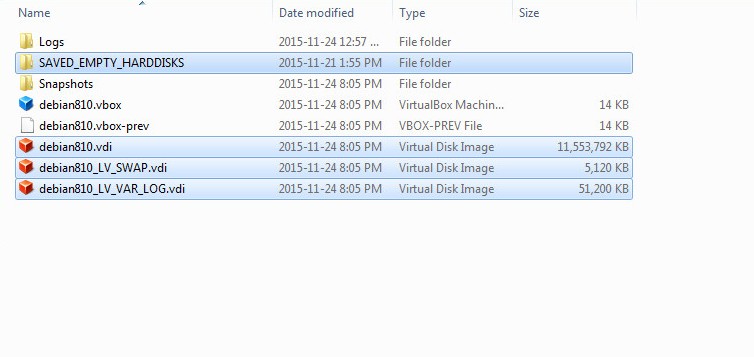 Name Date modified Type Size
Logs 2015-11-24 12:57 ... File folder
SAVED_EMPTY_HARDDISKS 2015-11-21 1:55 PM File folder
Snapshots 2015-11-24 8:05 PM File folder
debian810.vbox 2015-11-24 8:05 PM VirtualBox Machin... 14 KB
debian810.vbox-prev 2015-11-24 8:05 PM VBOX-PREV File 14 KB
debian810.vdi 2015-11-24 8:05 PM Virtual Disk Image 11,553,792 KB
debian810_LV_SWAP.vdi 2015-11-24 8:05 PM Virtual Disk Image 5,120 KB
debian810_LV_VAR_LOG.vdi 2015-11-24 8:05 PM Virtual Disk Image 51,200 KB